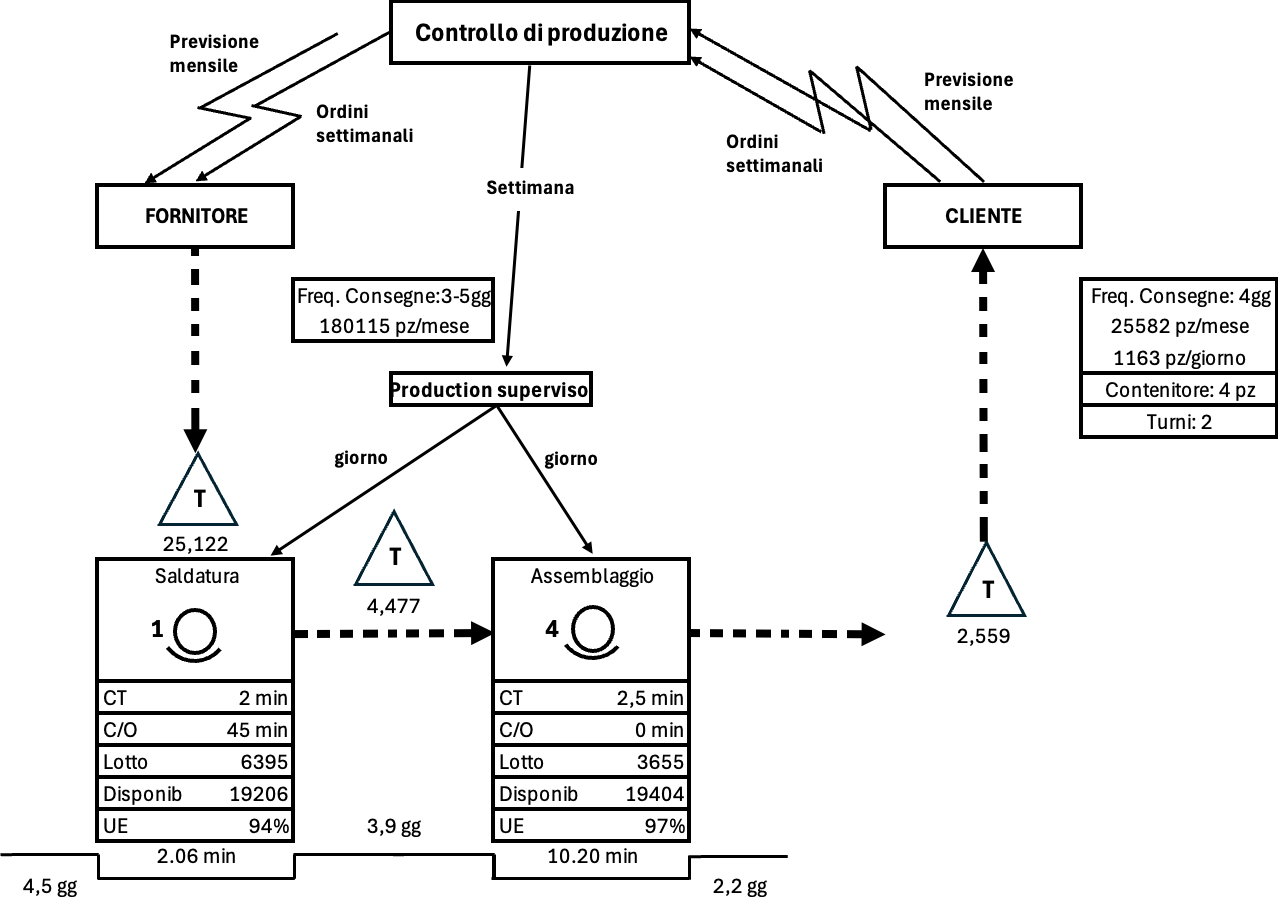 Controllo di produzione
Previsione
mensile
Ordini
settimanali
Previsione
mensile
Ordini
settimanali
Settimana
FORNITORE
CLIENTE
Freq. Consegne:3-5gg
180115 pz/mese
Freq. Consegne: 4gg
25582 pz/mese
1163 pz/giorno
Contenitore: 4 pz
Turni: 2
Production superviso
giorno
giorno
T
25,122
T
4,477
T
2,559
Saldatura
1
CT 2 min
C/O 45 min
Lotto 6395
Disponib 19206
UE 94%
Assemblaggio
4
CT 2,5 min
C/O 0 min
Lotto 3655
Disponib 19404
UE 97%
4,5 gg
2.06 min
3,9 gg
10.20 min
2,2 gg